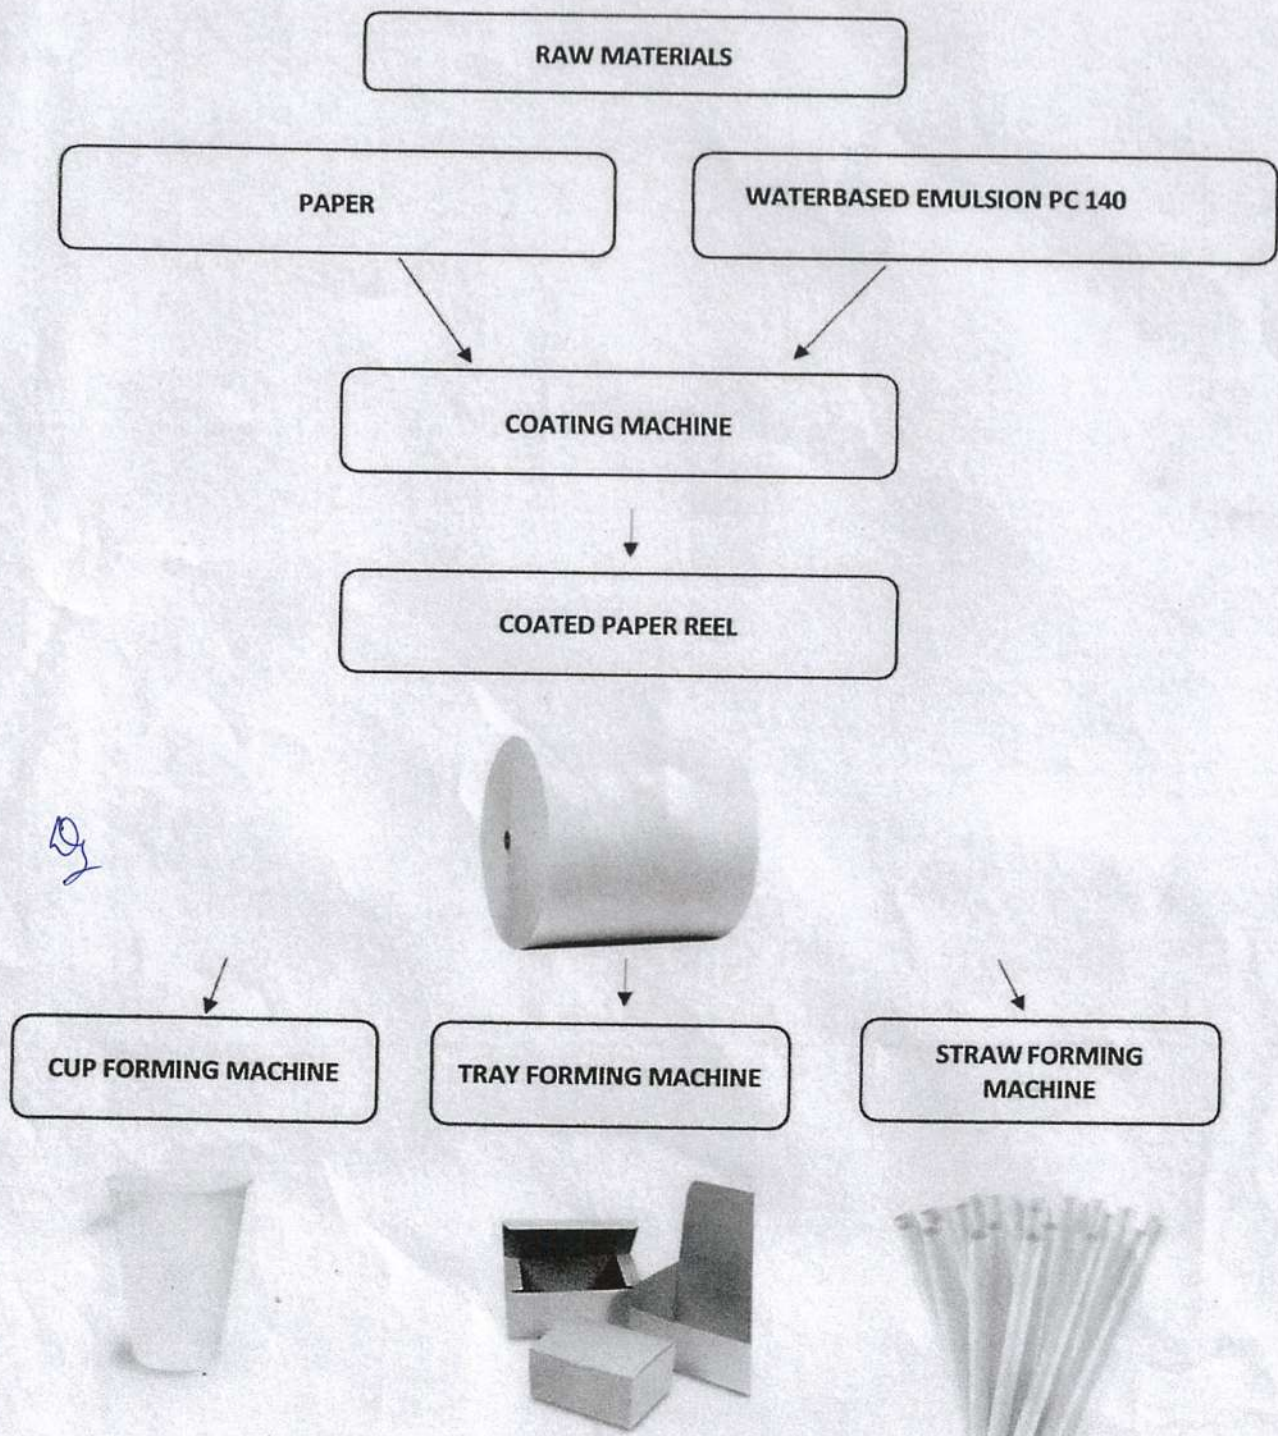 RAW MATERIALS
PAPER
WATERBASED EMULSION PC 140
COATING MACHINE
COATED PAPER REEL
CUP FORMING MACHINE
TRAY FORMING MACHINE
STRAW FORMING
MACHINE